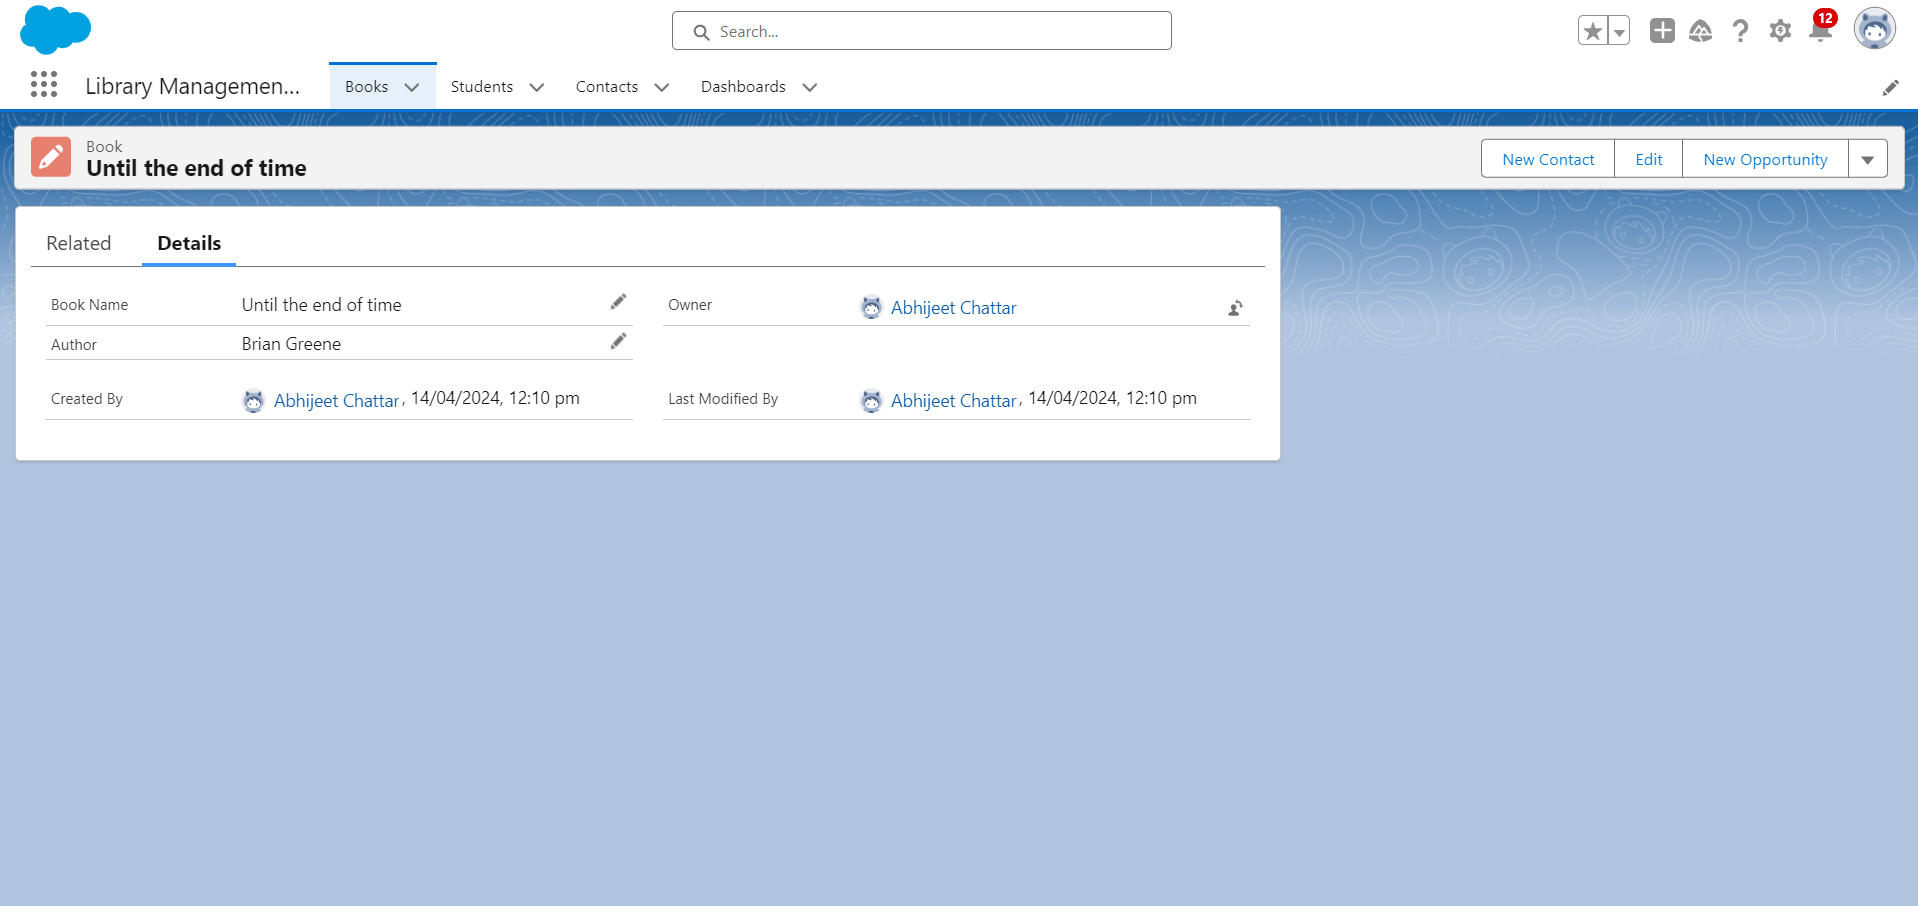 Search...
12
Library Managemen...
Books
Students
Contacts
Dashboards
Book
Until the end of time
New Contact
Edit
New Opportunity
Related
Details
Book Name
Until the end of time
Owner
Abhijeet Chattar
Author
Brian Greene
Created By
Abhijeet Chattar, 14/04/2024, 12:10 pm
Last Modified By
Abhijeet Chattar, 14/04/2024, 12:10 pm